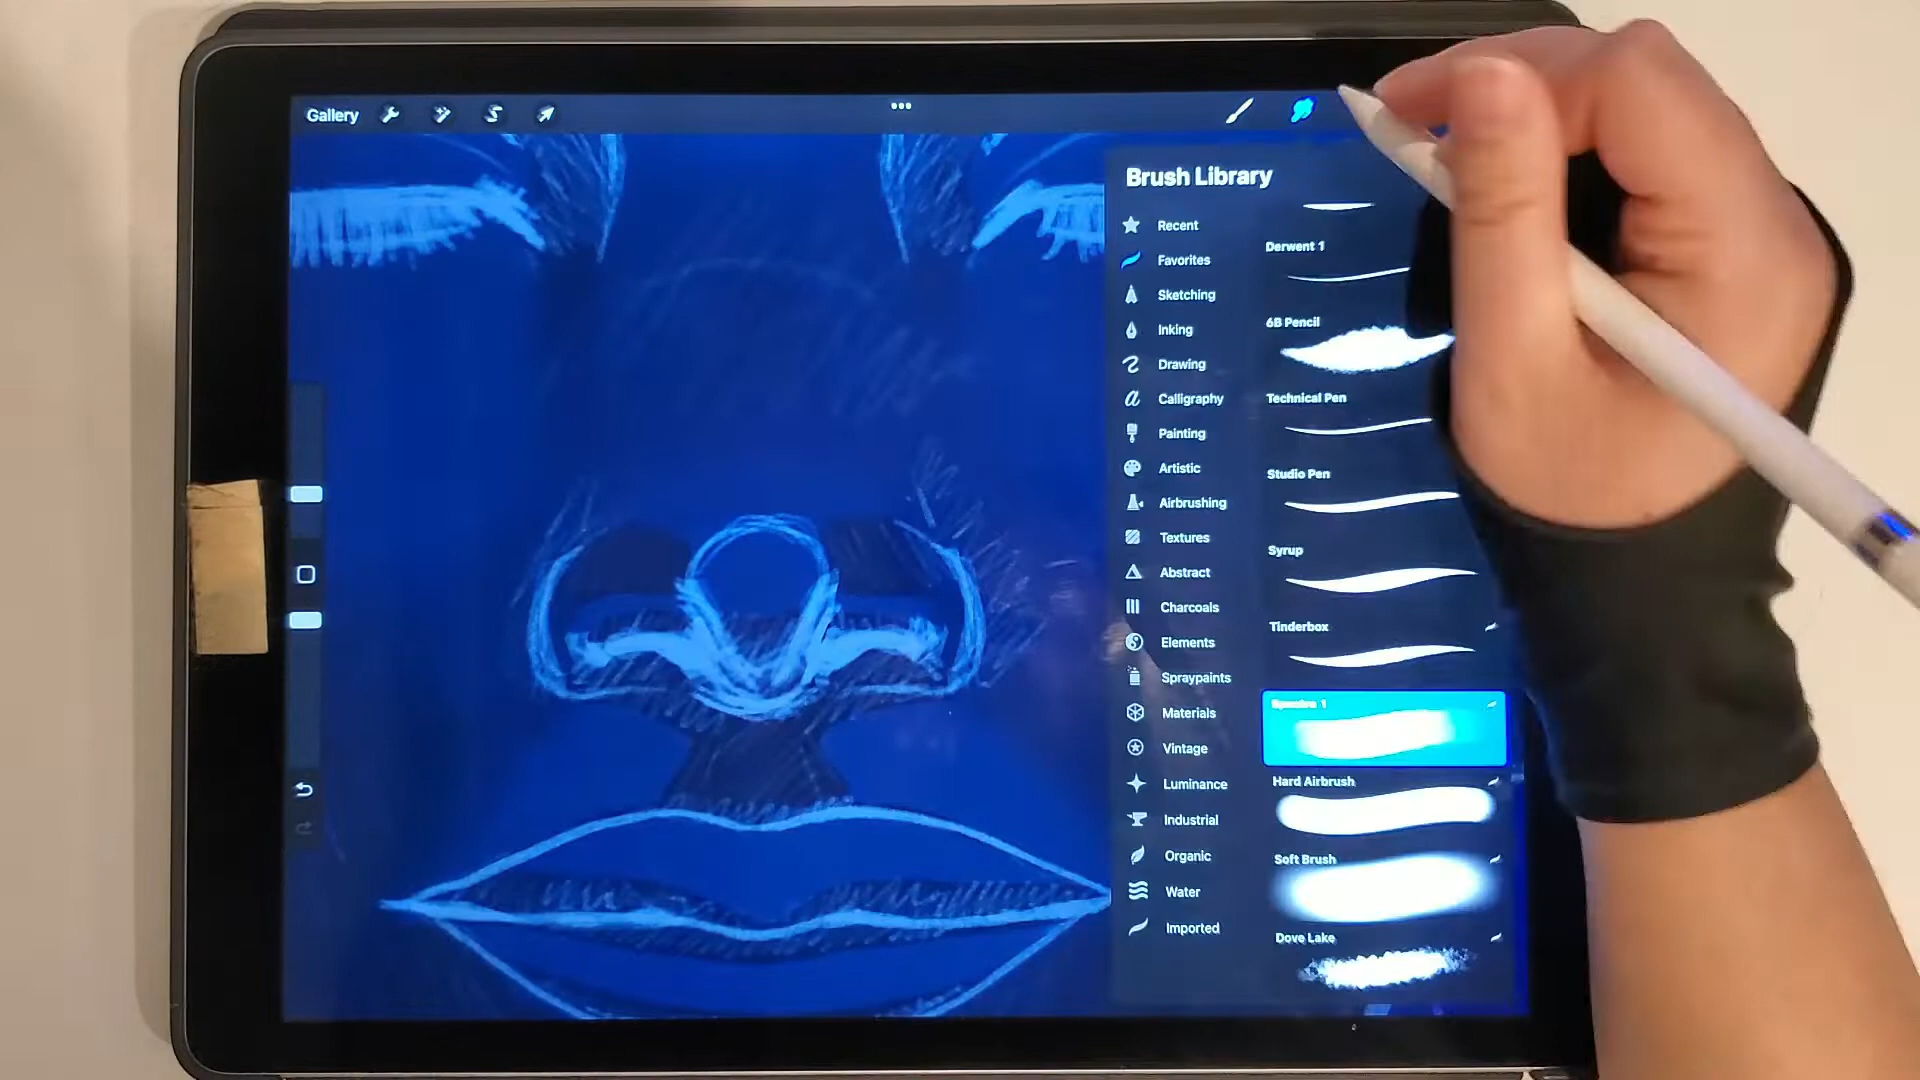 Gallery
Brush Library
Recent
Favorites
Sketching
Inking
Drawing
Calligraphy
Painting
Artistic
Airbrushing
Textures
Abstract
Charcoals
Elements
Spraypaints
Materials
Vintage
Luminance
Industrial
Organic
Water
Imported
Derwent 1
6B Pencil
Technical Pen
Studio Pen
Syrup
Tinderbox
Hard Airbrush
Soft Brush
Dove Lake